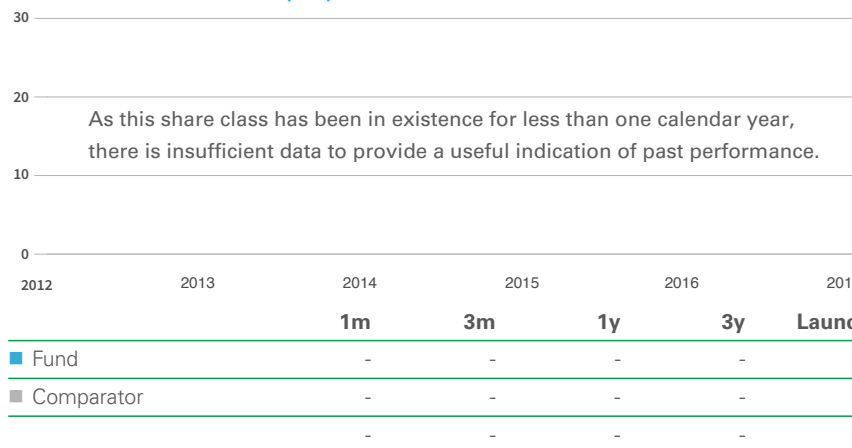 30
20
As this share class has been in existence for less than one calendar year,
there is insufficient data to provide a useful indication of past performance.
10
0
2012 2013 2014 2015 2016 201
1m 3m 1y 3y Launc
Fund - - - -
Comparator - - - -
- - - -